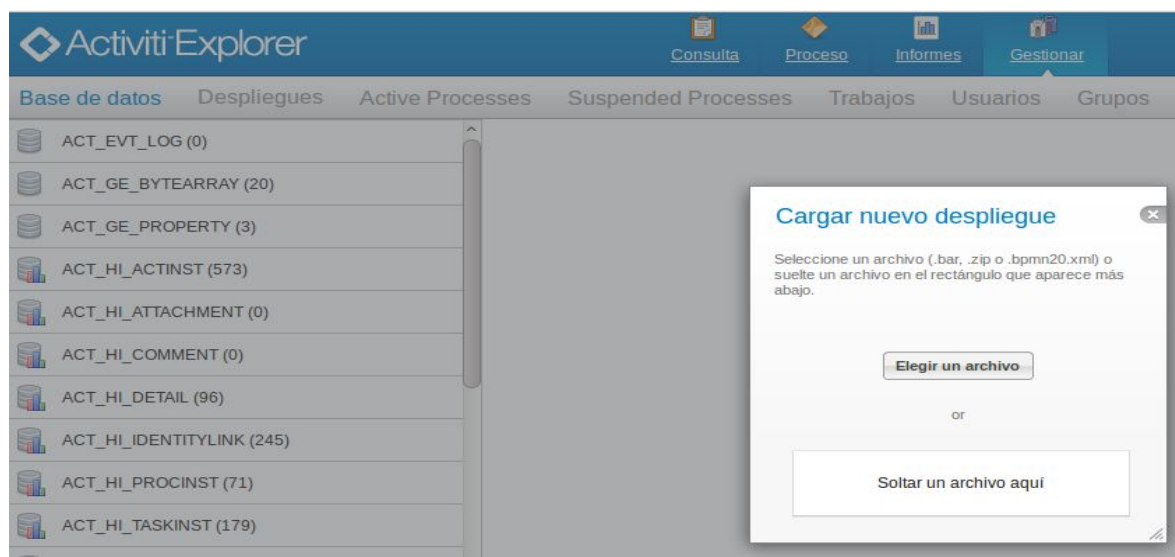 Activiti Explorer
Consulta Proceso Informes Gestionar
Base de datos Despliegues Active Processes Suspended Processes Trabajos Usuarios Grupos
ACT_EVT_LOG (0)
ACT_GE_BYTEARRAY (20)
ACT_GE_PROPERTY (3)
ACT_HI_ACTINST (573)
ACT_HI_ATTACHMENT (0)
ACT_HI_COMMENT (0)
ACT_HI_DETAIL (96)
ACT_HI_IDENTITYLINK (245)
ACT_HI_PROCINST (71)
ACT_HI_TASKINST (179)
Cargar nuevo despliegue
Seleccione un archivo (.bar, .zip o .bpmn20.xml) o
suelte un archivo en el rectángulo que aparece más
abajo.
Elegir un archivo
or
Soltar un archivo aquí